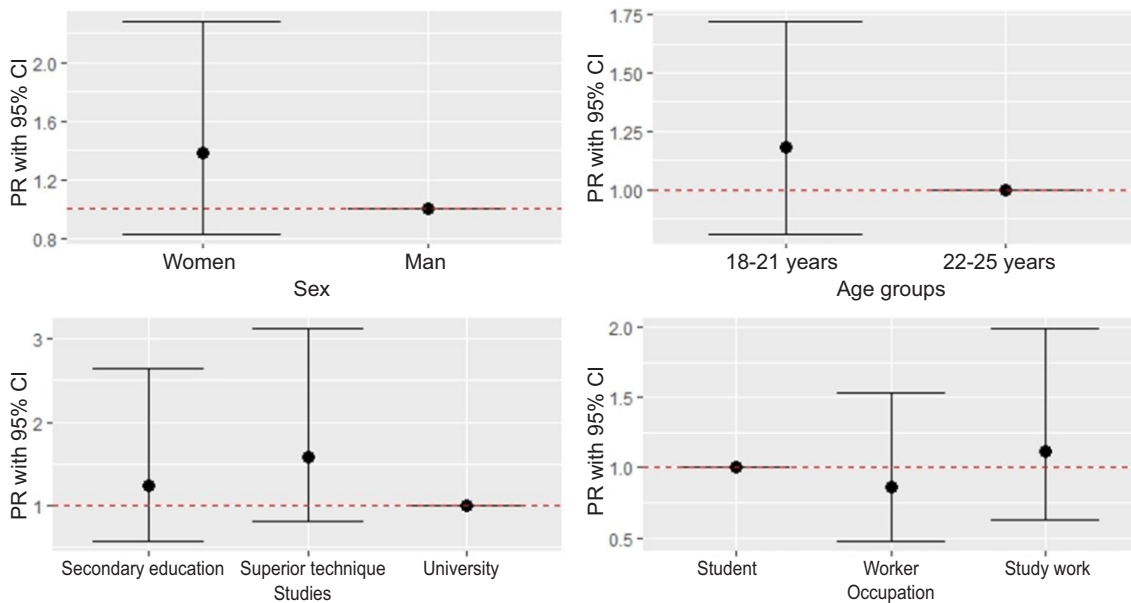 PR with 95% CI
2.0
1.6
1.2
0.8
Women Man
Sex
PR with 95% CI
1.75
1.50
1.25
1.00
18-21 years 22-25 years
Age groups
PR with 95% CI
3
2
1
Secondary education Superior technique University
Studies
PR with 95% CI
2.0
1.5
1.0
0.5
Student Worker Study work
Occupation